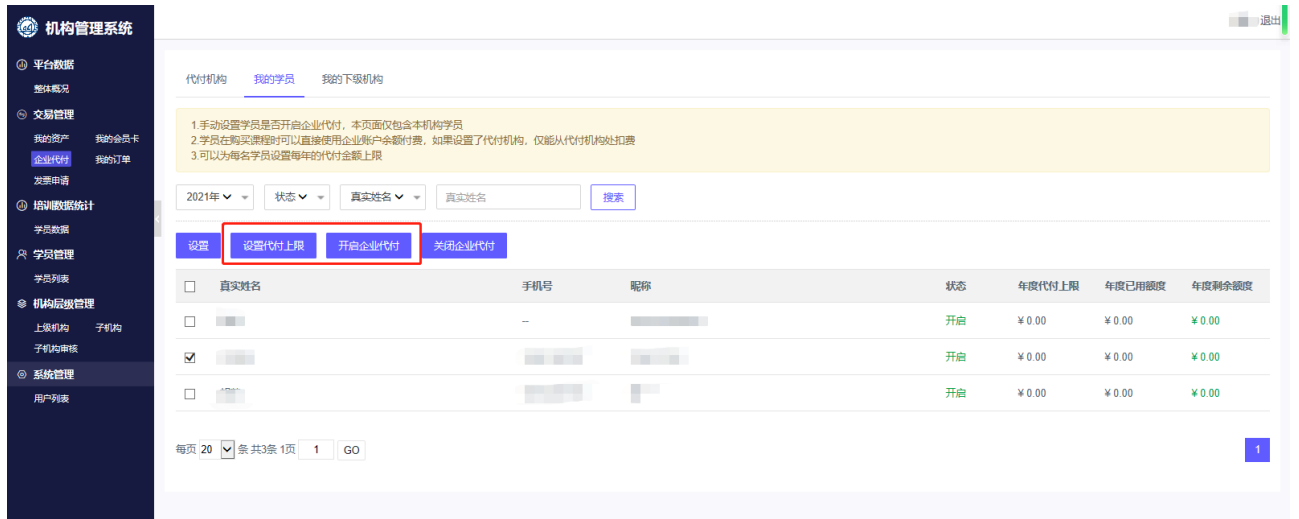 机构管理系统
退出
平台数据
整体概况
交易管理
我的资产 我的会员卡
企业代付 我的订单
发票申请
培训数据统计
学员数据
学员管理
学员列表
机构层级管理
上级机构 子机构
子机构审核
系统管理
用户列表
代付机构 我的学员 我的下级机构
1.手动设置学员是否开启企业代付，本页面仅包含本机构学员
2.学员在购买课程时可以直接使用企业账户余额付费，如果设置了代付机构，仅能从代付机构处扣费
3.可以为每名学员设置每年的代付金额上限
2021年 状态 真实姓名 真实姓名 搜索
设置 设置代付上限 开启企业代付 关闭企业代付
真实姓名 手机号 昵称 状态 年度代付上限 年度已用额度 年度剩余额度
-- 开启 ¥ 0.00 ¥ 0.00 ¥ 0.00
开启 ¥ 0.00 ¥ 0.00 ¥ 0.00
开启 ¥ 0.00 ¥ 0.00 ¥ 0.00
每页 20 条 共3条 1页 1 GO
1